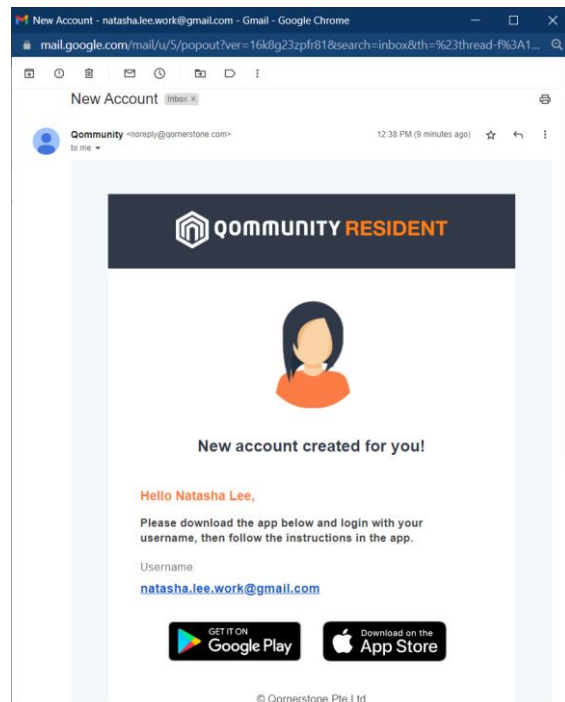 New Account - natasha.lee.work@gmail.com - Gmail - Google Chrome
mail.google.com/mail/u/5/popout?ver=16k8g23zpfr81&search=inbox&th=%23thread-f%3A1...
New Account Inbox x
Qommunity <noreply@qornerstone.com> 12:38 PM (9 minutes ago)
to me
QOMMUNITY RESIDENT
New account created for you!
Hello Natasha Lee,
Please download the app below and login with your
username, then follow the instructions in the app.
Username
natasha.lee.work@gmail.com
GET IT ON
Google Play
Download on the
App Store
© Qornerstone Pte Ltd